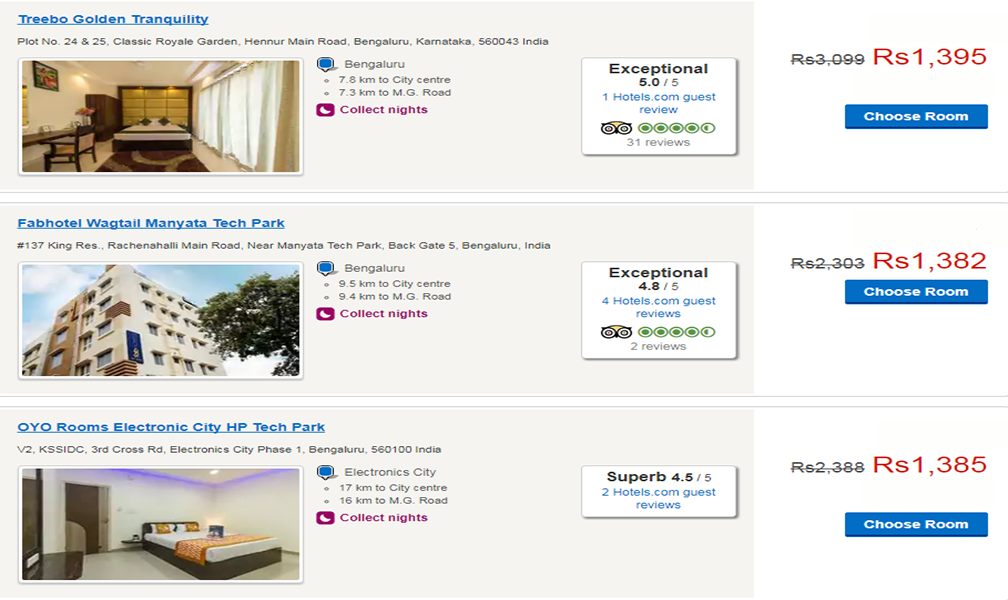 Treebo Golden Tranquility
Plot No. 24 & 25, Classic Royale Garden, Hennur Main Road, Bengaluru, Karnataka, 560043 India
Bengaluru
7.8 km to City centre
7.3 km to M.G. Road
Collect nights
Exceptional
5.0 / 5
1 Hotels.com guest
review
31 reviews
Rs3,099 Rs1,395
Choose Room
Fabhotel Wagtail Manyata Tech Park
#137 King Res., Rachenahalli Main Road, Near Manyata Tech Park, Back Gate 5, Bengaluru, India
Bengaluru
9.5 km to City centre
9.4 km to M.G. Road
Collect nights
Exceptional
4.8 / 5
4 Hotels.com guest
reviews
2 reviews
Rs2,303 Rs1,382
Choose Room
OYO Rooms Electronic City HP Tech Park
V2, KSSIDC, 3rd Cross Rd, Electronics City Phase 1, Bengaluru, 560100 India
Electronics City
17 km to City centre
16 km to M.G. Road
Collect nights
Superb 4.5 / 5
2 Hotels.com guest
reviews
Rs2,388 Rs1,385
Choose Room